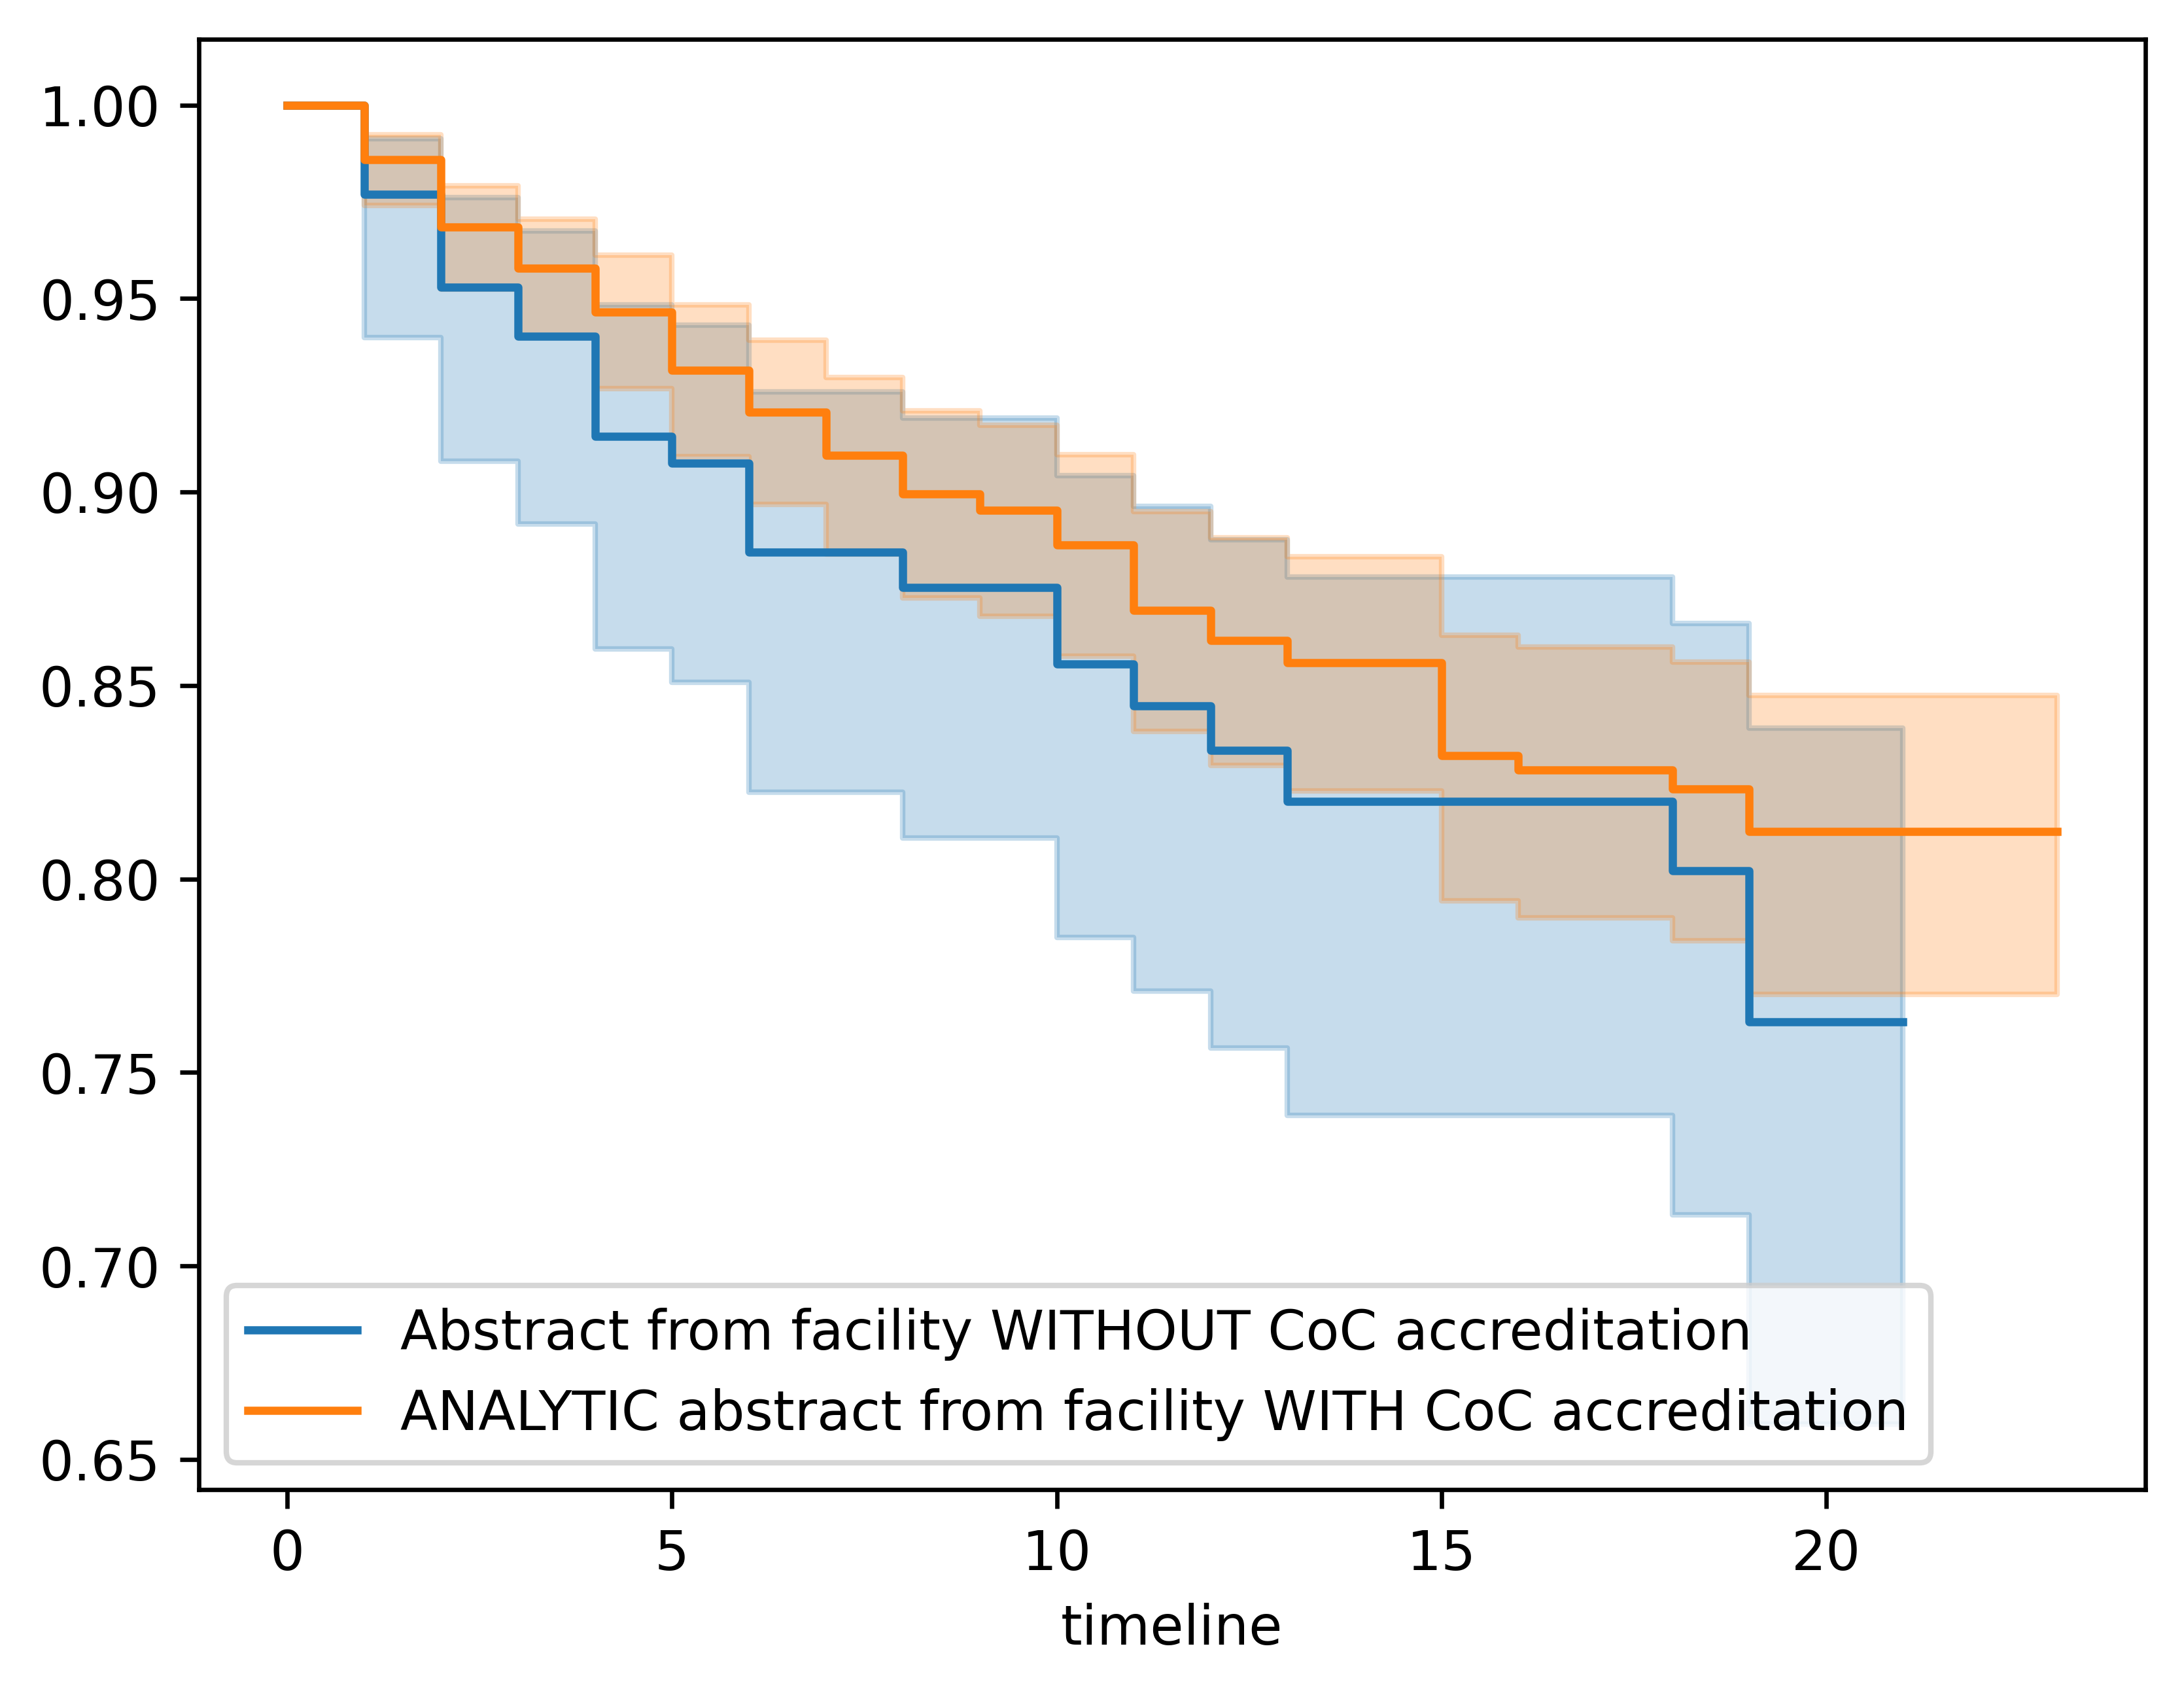 1.00
0.95
0.90
0.85
0.80
0.75
0.70
0.65
Abstract from facility WITHOUT CoC accreditation
ANALYTIC abstract from facility WITH CoC accreditation
0 5 10 15 20
timeline